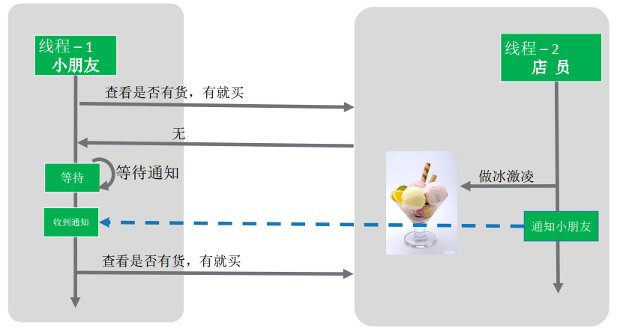 线程－1
小朋友
线程－2
店 员
查看是否有货，有就买
无
等待
等待通知
做冰激凌
收到通知
通知小朋友
查看是否有货，有就买